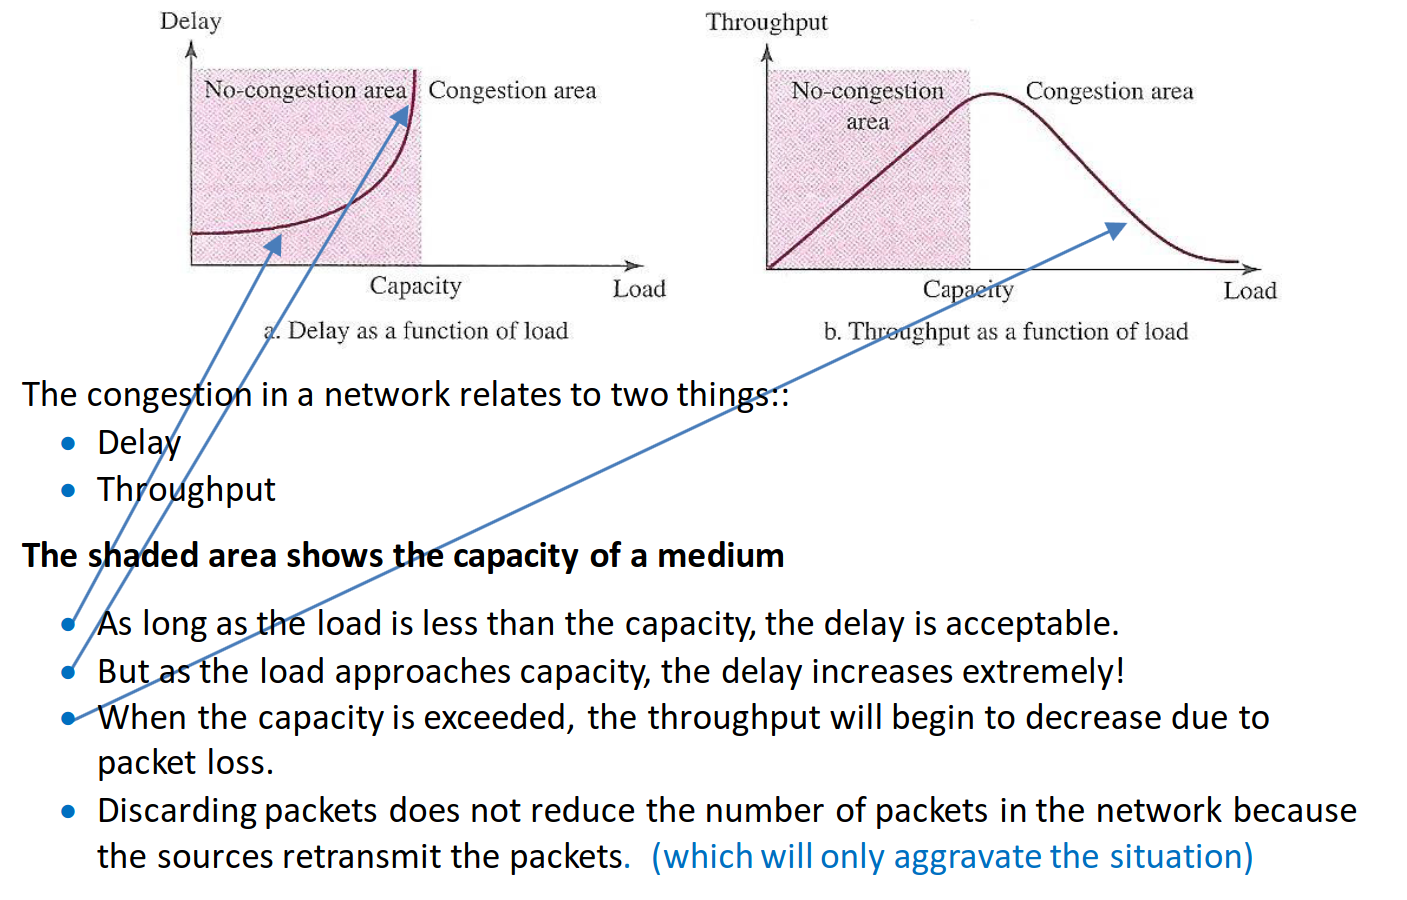 Delay
No-congestion area
Congestion area
Capacity
Load
a. Delay as a function of load
Throughput
No-congestion
area
Congestion area
Capacity
Load
b. Throughput as a function of load
The congestion in a network relates to two things::
• Delay
• Throughput
The shaded area shows the capacity of a medium
• As long as the load is less than the capacity, the delay is acceptable.
• But as the load approaches capacity, the delay increases extremely!
• When the capacity is exceeded, the throughput will begin to decrease due to
packet loss.
• Discarding packets does not reduce the number of packets in the network because
the sources retransmit the packets.  (which will only aggravate the situation)